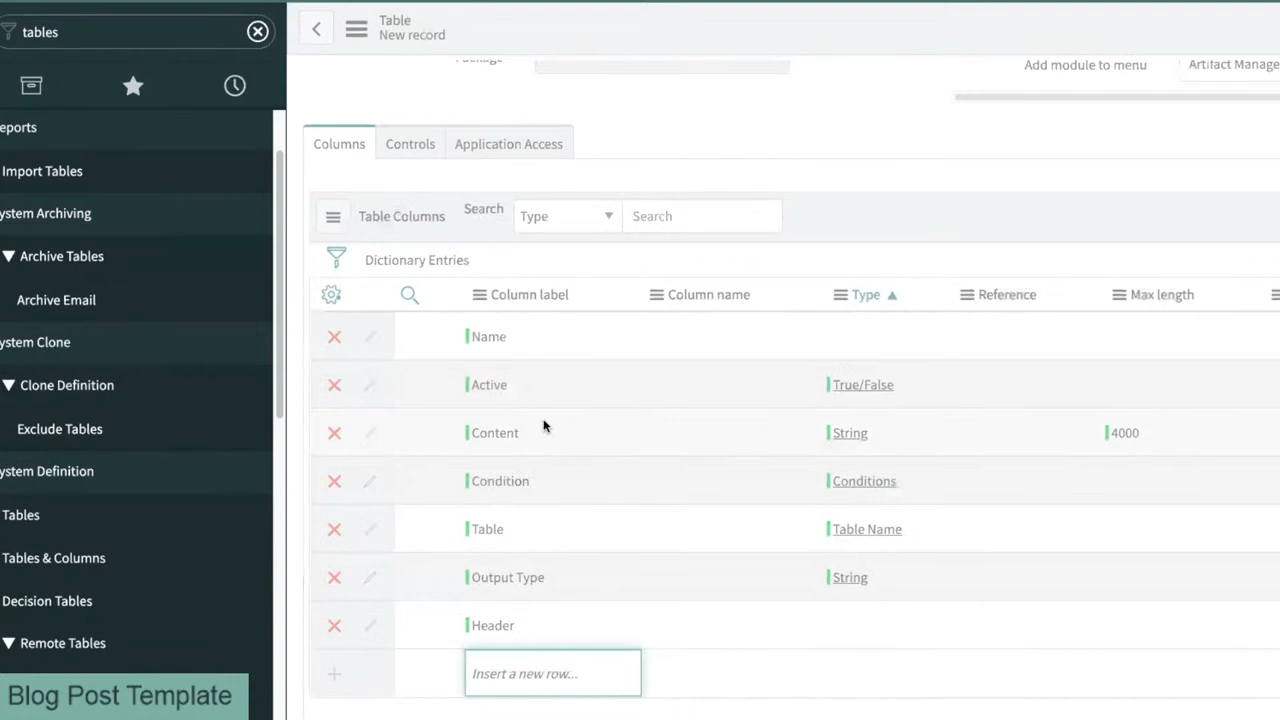 tables
eports
Import Tables
ystem Archiving
Archive Tables
Archive Email
ystem Clone
Clone Definition
Exclude Tables
ystem Definition
Tables
Tables & Columns
Decision Tables
Remote Tables
Blog Post Template
Table
New record
Package
Add module to menu
Artifact Manage
Columns Controls Application Access
Table Columns Search Type Search
Dictionary Entries
Column label Column name Type Reference Max length
Name
Active True/False
Content String 4000
Condition Conditions
Table Table Name
Output Type String
Header
Insert a new row...